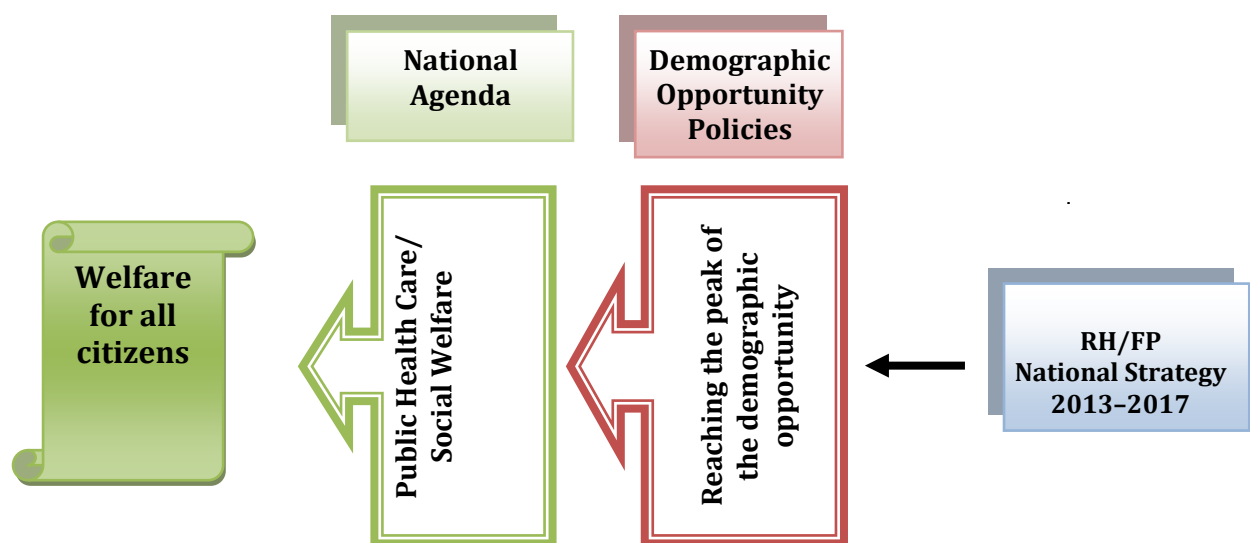 National
Agenda
Demographic
Opportunity
Policies
Welfare
for all
citizens
Public Health Care/
Social Welfare
Reaching the peak of
the demographic
opportunity
RH/FP
National Strategy
2013–2017